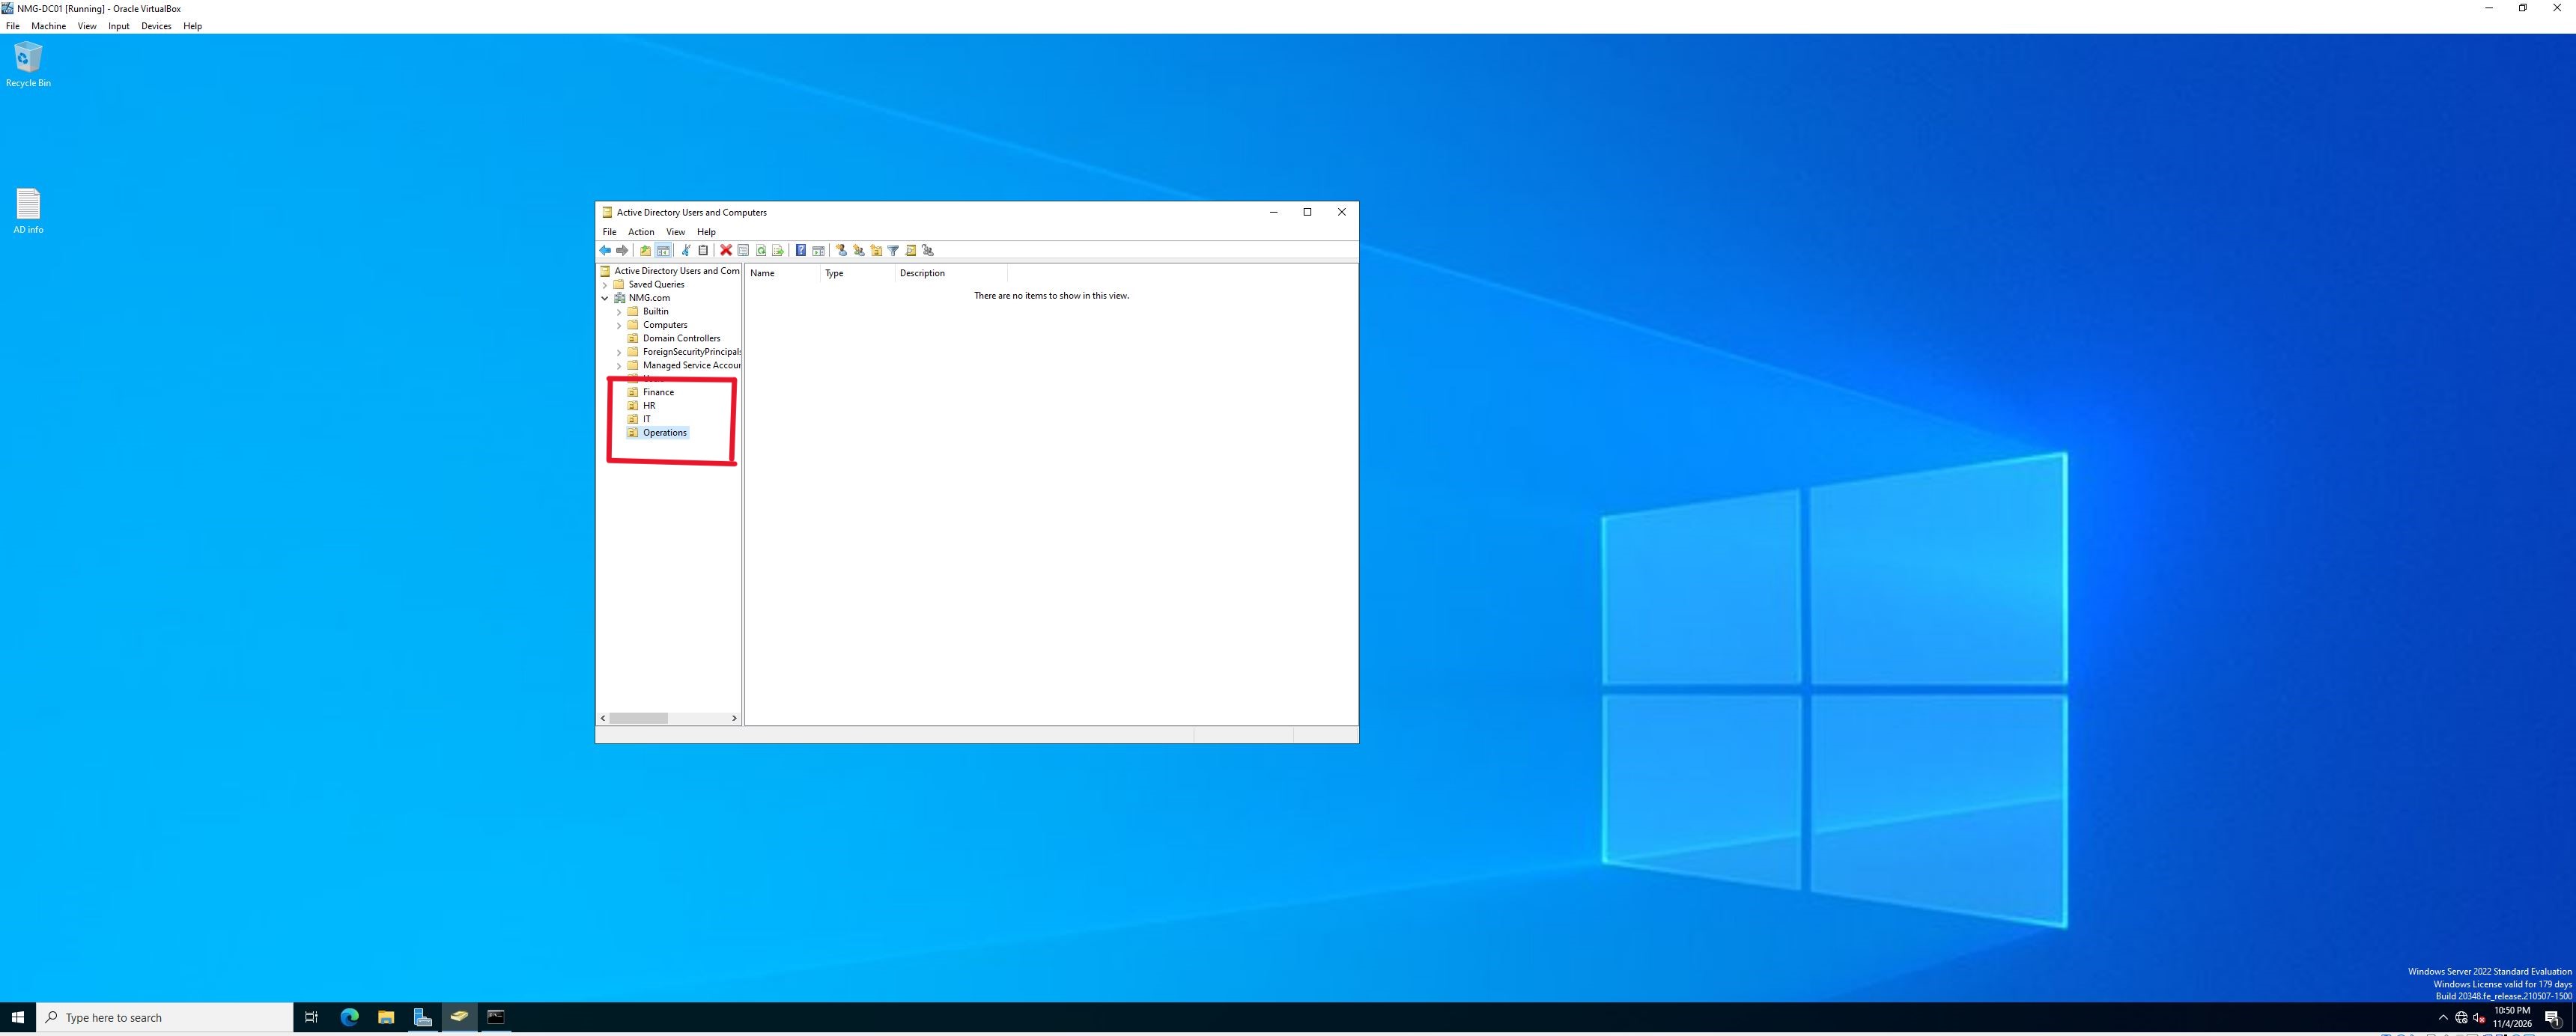 NMG-DC01 [Running] - Oracle VirtualBox
File Machine View Input Devices Help
Recycle Bin
AD info
Active Directory Users and Computers
File Action View Help
Active Directory Users and Com
Saved Queries
NMG.com
Builtin
Computers
Domain Controllers
ForeignSecurityPrincipals
Managed Service Accoun
Finance
HR
IT
Operations
Name Type Description
There are no items to show in this view.
Windows Server 2022 Standard Evaluation
Windows License valid for 179 days
Build 20348.fe_release.210507-1500
Type here to search
10:50 PM
11/4/2026
1